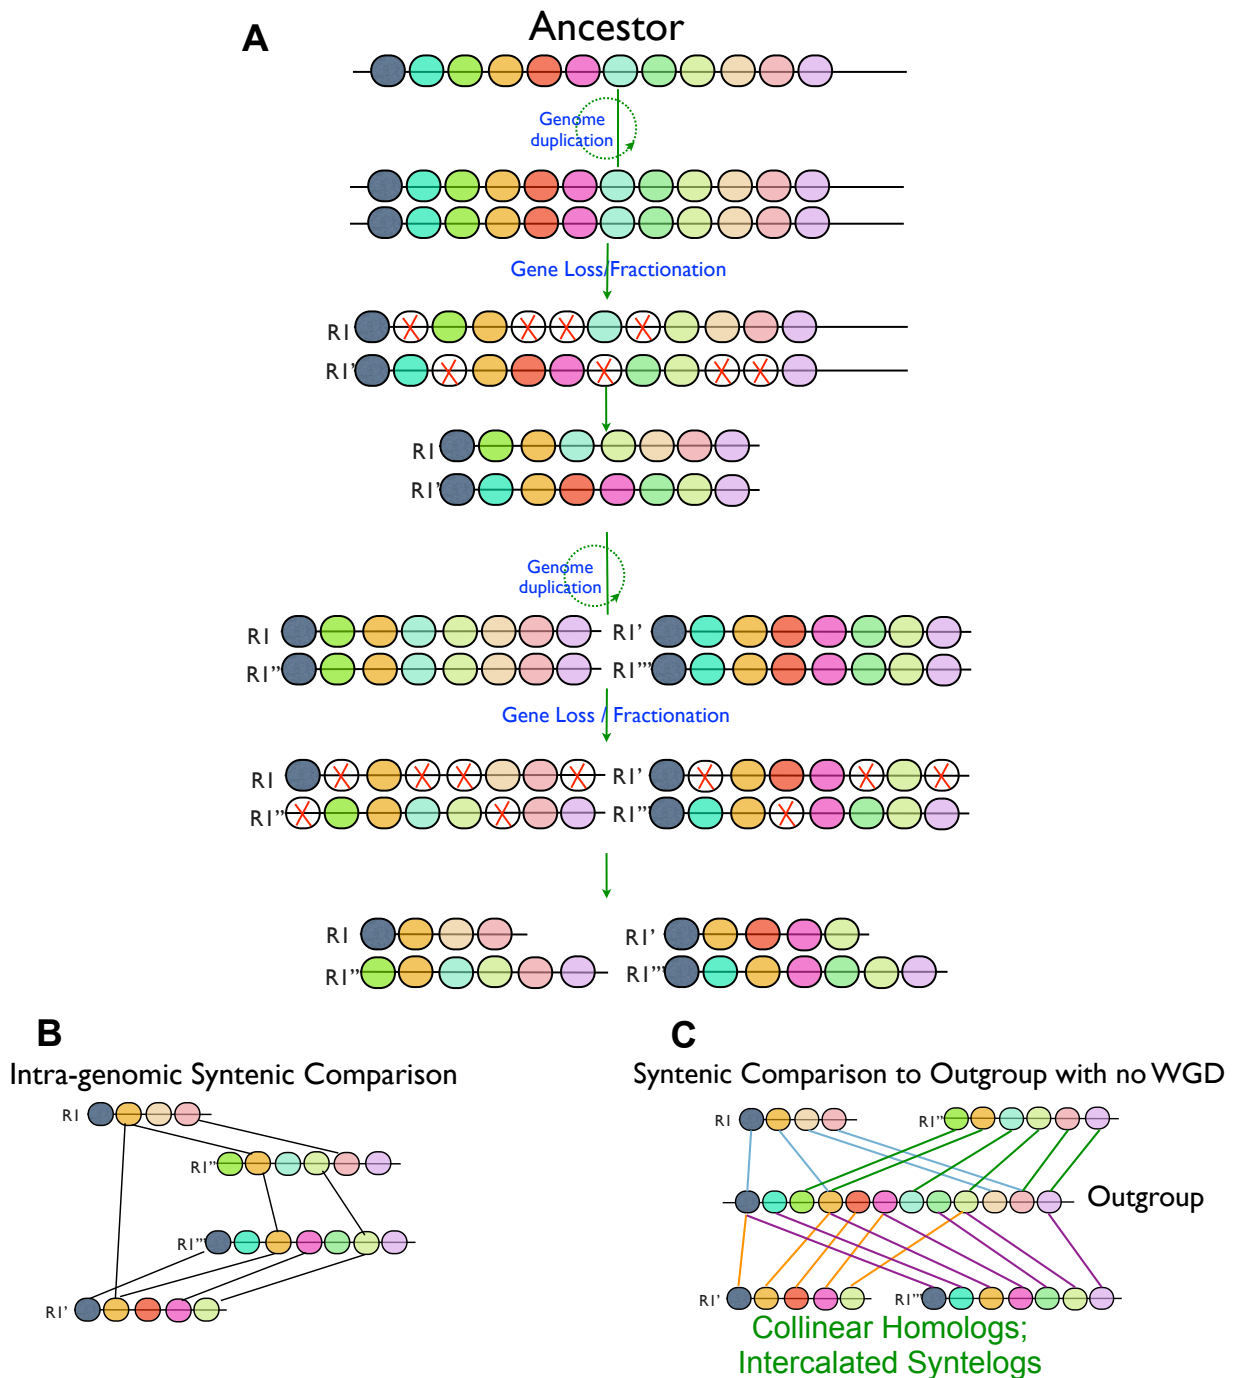 A
Ancestor
Genome
duplication
Gene Loss/Fractionation
R1
R1'
R1
R1'
Genome
duplication
R1 R1'
R1'' R1'''
Gene Loss / Fractionation
R1 R1'
R1'' R1'''
R1 R1'
R1'' R1'''
B
Intra-genomic Syntenic Comparison
R1
R1''
R1'''
R1'
C
Syntenic Comparison to Outgroup with no WGD
R1 R1''
Outgroup
R1' R1'''
Collinear Homologs;
Intercalated Syntelogs